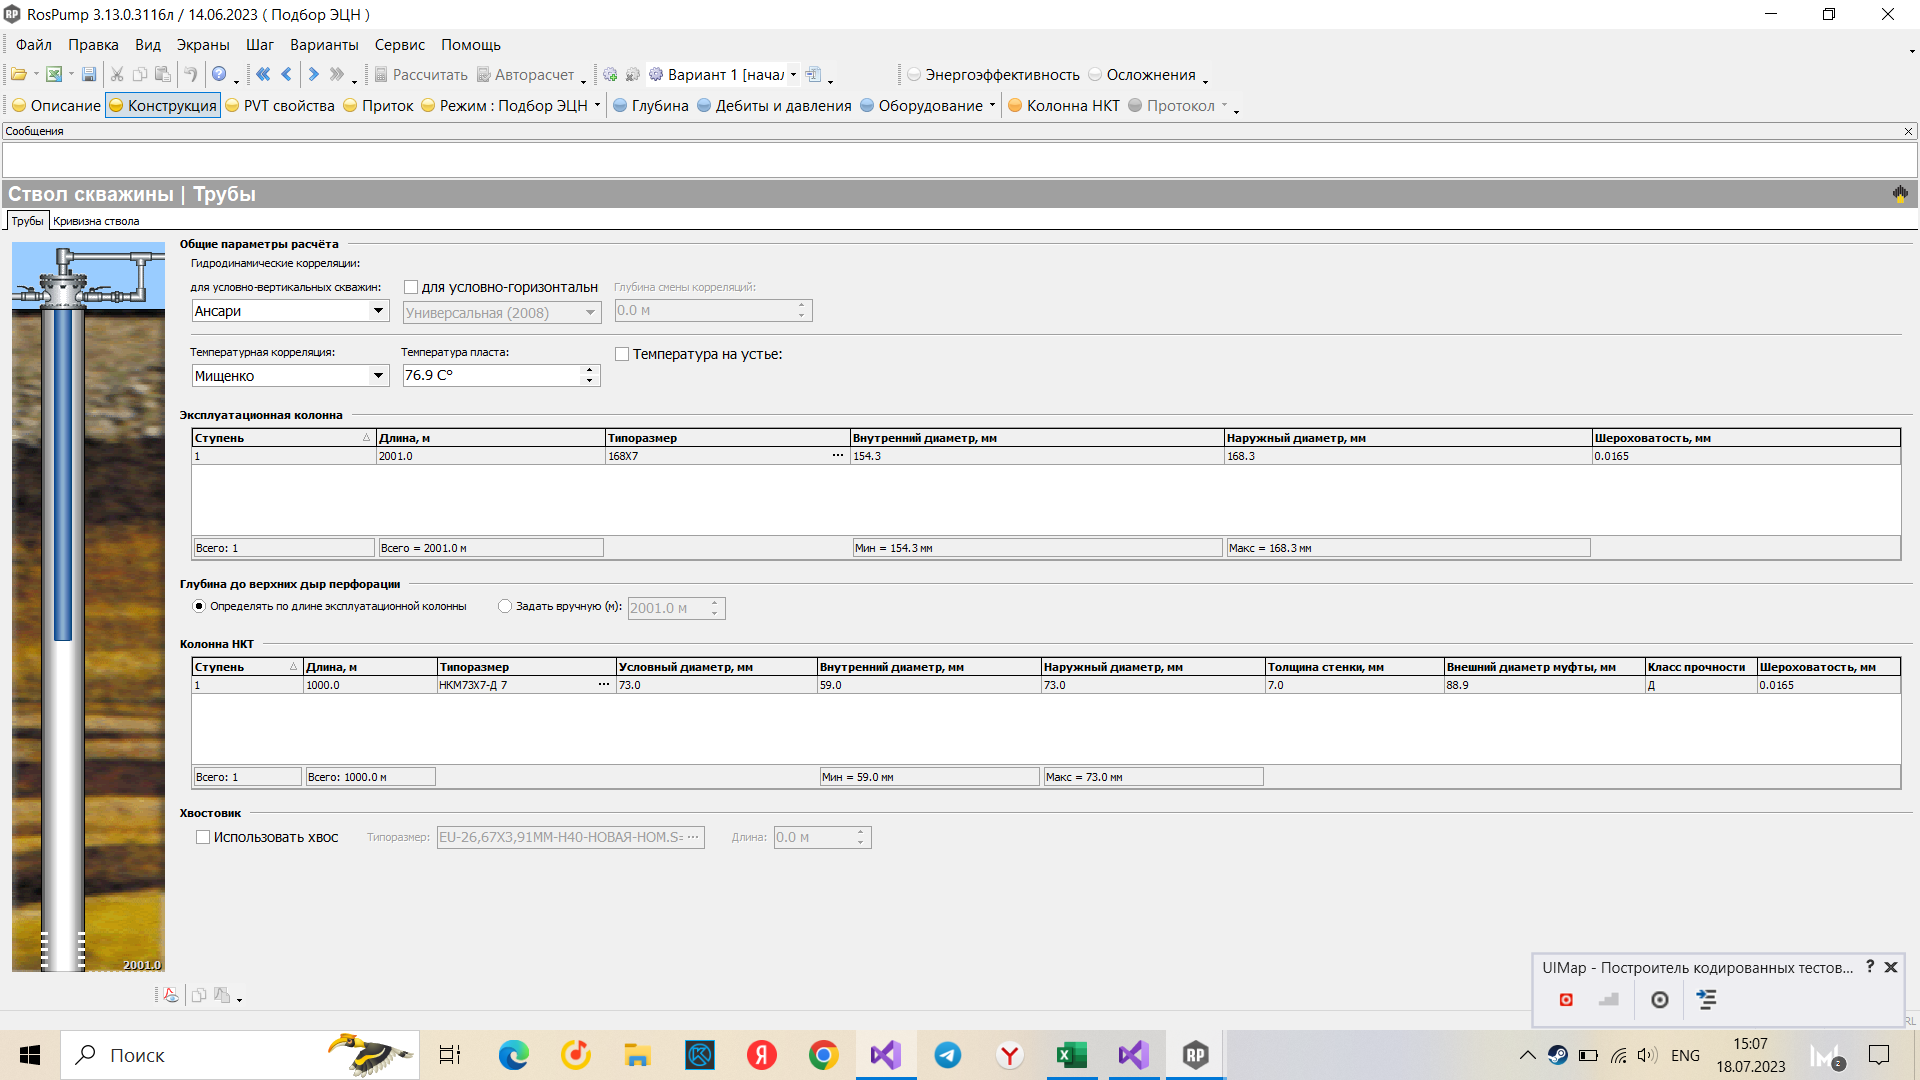 RosPump 3.13.0.3116л / 14.06.2023 ( Подбор ЭЦН )
Файл Правка Вид Экраны Шаг Варианты Сервис Помощь
Рассчитать Авторасчет Вариант 1 [начал Энергоэффективность Осложнения
Описание Конструкция PVT свойства Приток Режим : Подбор ЭЦН Глубина Дебиты и давления Оборудование Колонна НКТ Протокол
Сообщения
Ствол скважины | Трубы
Трубы Кривизна ствола
Общие параметры расчёта
Гидродинамические корреляции:
для условно-вертикальных скважин: для условно-горизонтальн Глубина смены корреляций:
Ансари Универсальная (2008) 0.0 м
Температурная корреляция: Температура пласта: Температура на устье:
Мищенко 76.9 С°
Эксплуатационная колонна
Ступень Длина, м Типоразмер Внутренний диаметр, мм Наружный диаметр, мм Шероховатость, мм
1 2001.0 168X7 ... 154.3 168.3 0.0165
Всего: 1 Всего = 2001.0 м Мин = 154.3 мм Макс = 168.3 мм
Глубина до верхних дыр перфорации
Определять по длине эксплуатационной колонны Задать вручную (м): 2001.0 м
Колонна НКТ
Ступень Длина, м Типоразмер Условный диаметр, мм Внутренний диаметр, мм Наружный диаметр, мм Толщина стенки, мм Внешний диаметр муфты, мм Класс прочности Шероховатость, мм
1 1000.0 НКМ73Х7-Д 7 ... 73.0 59.0 73.0 7.0 88.9 Д 0.0165
Всего: 1 Всего: 1000.0 м Мин = 59.0 мм Макс = 73.0 мм
Хвостовик
Использовать хвос Типоразмер: EU-26,67X3,91ММ-Н40-НОВАЯ-НОМ.S= ... Длина: 0.0 м
2001.0
UIMap - Построитель кодированных тестов...
RL
Поиск
ENG
15:07
18.07.2023
2